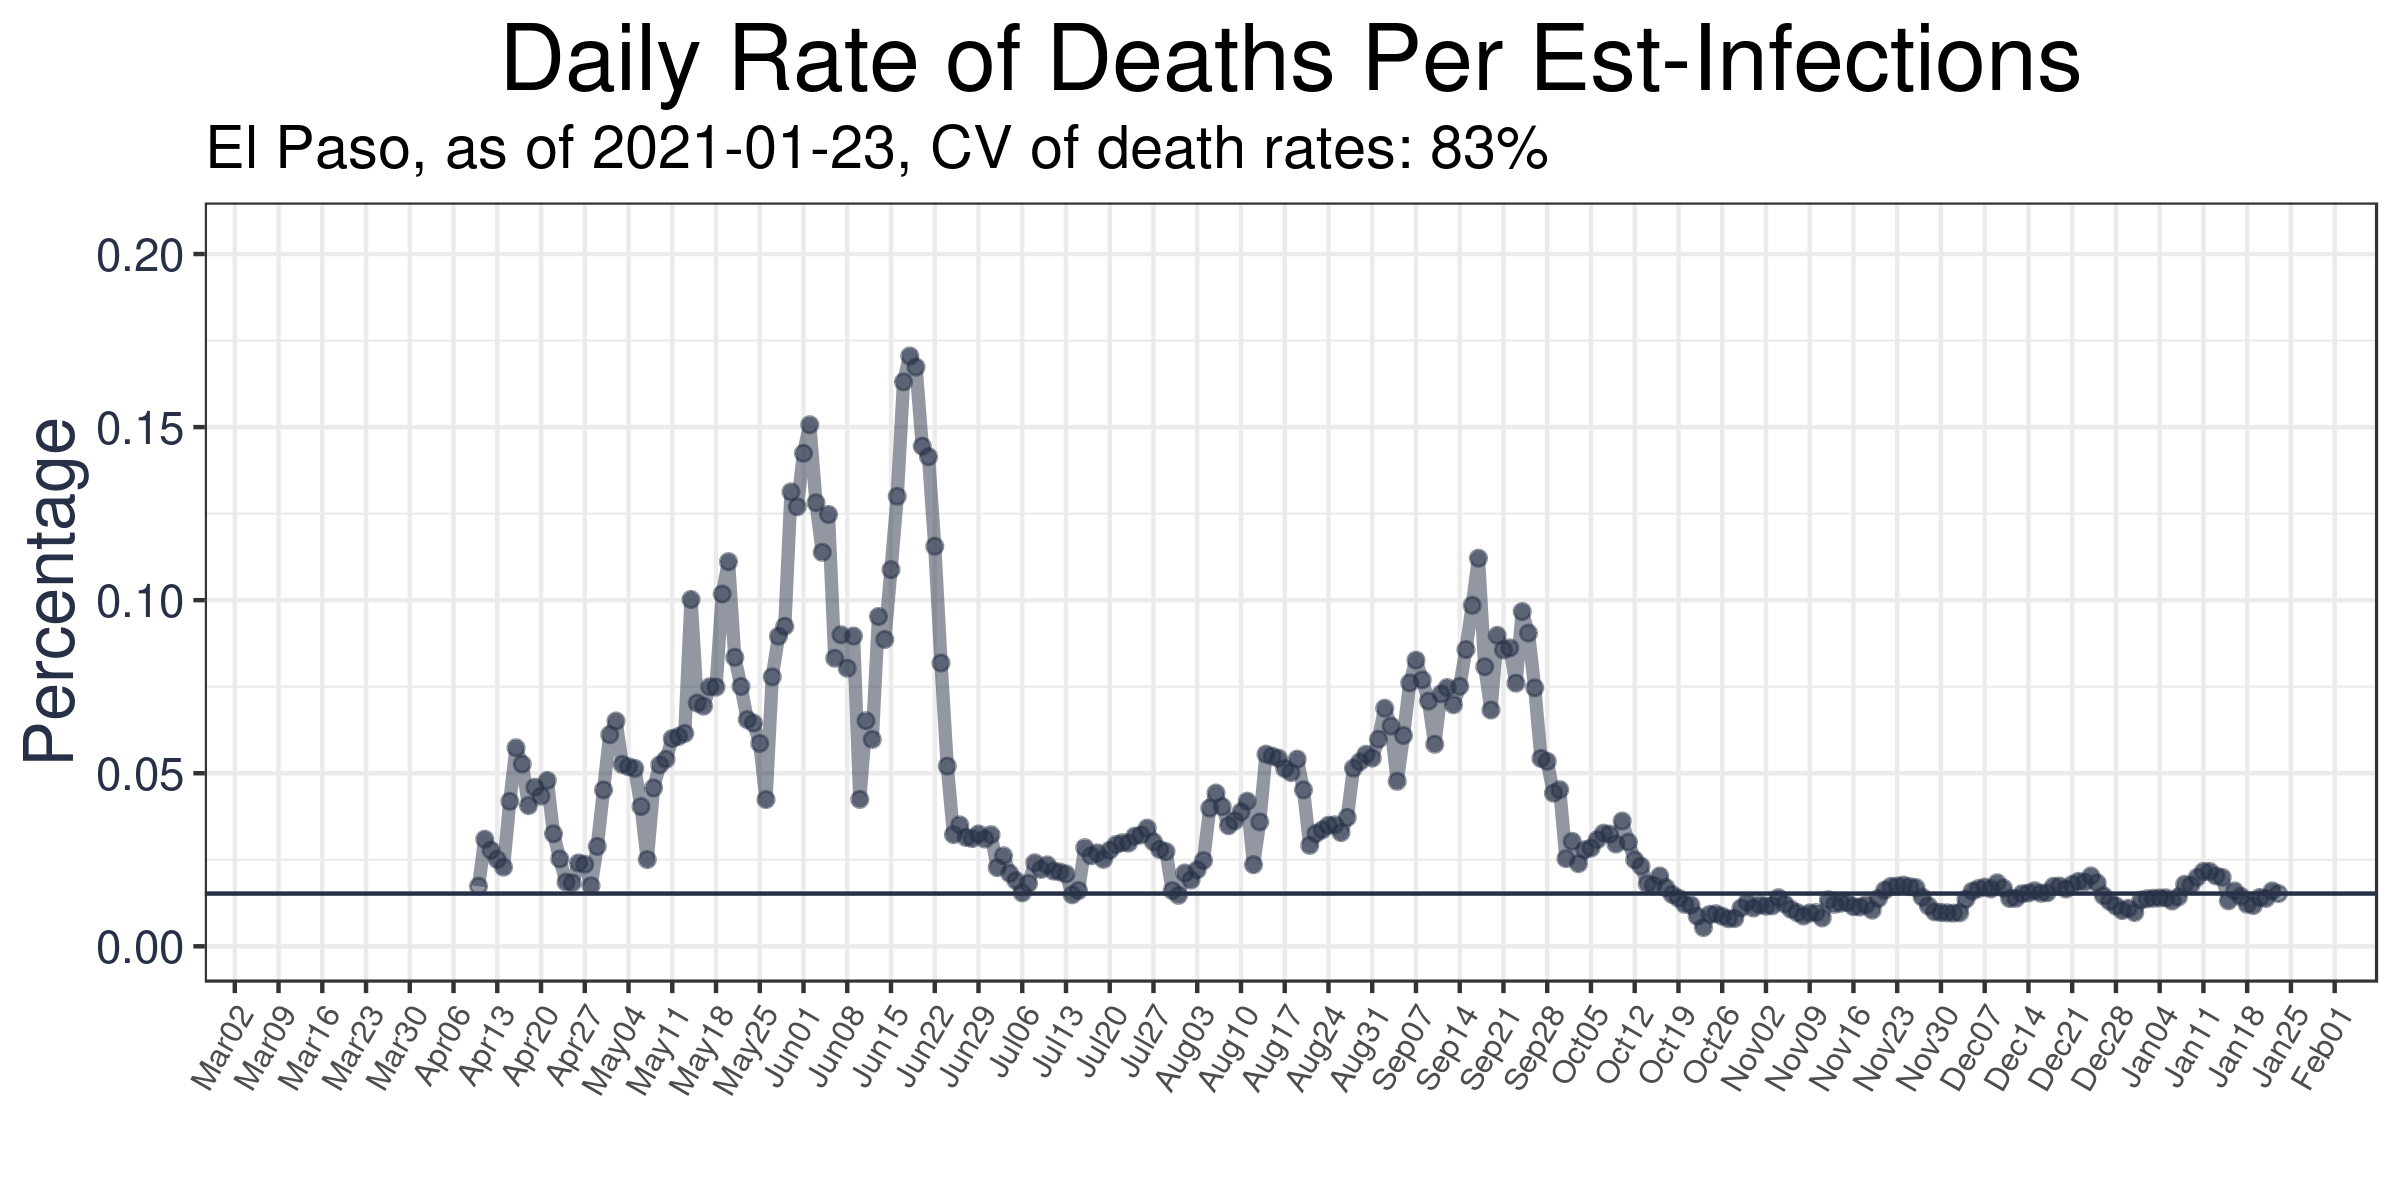 Daily Rate of Deaths Per Est-Infections
El Paso, as of 2021-01-23, CV of death rates: 83%
Percentage
0.20
0.15
0.10
0.05
0.00
Mar02 Mar09 Mar16 Mar23 Mar30 Apr06 Apr13 Apr20 Apr27 May04 May11 May18 May25 Jun01 Jun08 Jun15 Jun22 Jun29 Jul06 Jul13 Jul20 Jul27 Aug03 Aug10 Aug17 Aug24 Aug31 Sep07 Sep14 Sep21 Sep28 Oct05 Oct12 Oct19 Oct26 Nov02 Nov09 Nov16 Nov23 Nov30 Dec07 Dec14 Dec21 Dec28 Jan04 Jan11 Jan18 Jan25 Feb01